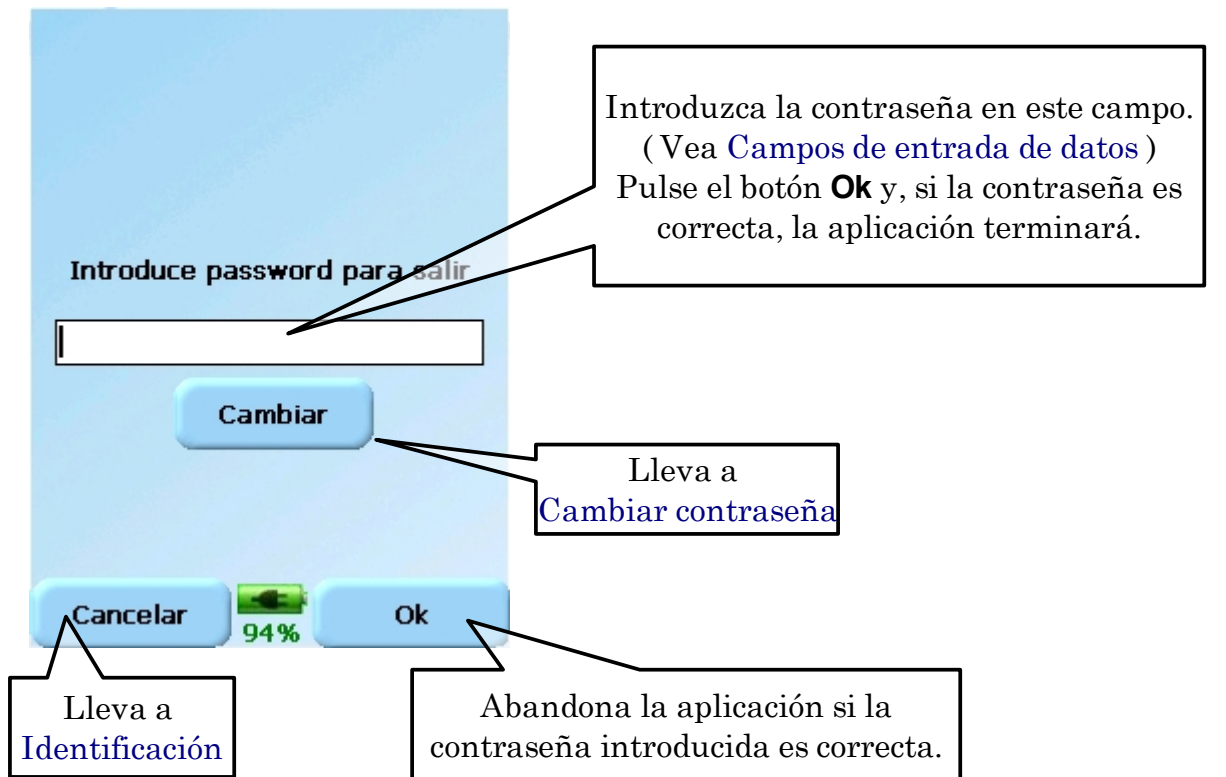 Introduzca la contraseña en este campo.
( Vea Campos de entrada de datos )
Pulse el botón Ok y, si la contraseña es
correcta, la aplicación terminará.
Introduce password para salir
Cambiar
Lleva a
Cambiar contraseña
Cancelar
94%
Ok
Lleva a
Identificación
Abandona la aplicación si la
contraseña introducida es correcta.